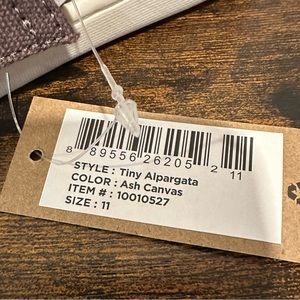 8 89556 26205 2 11
STYLE : Tiny Alpargata
COLOR : Ash Canvas
ITEM # : 10010527
SIZE : 11